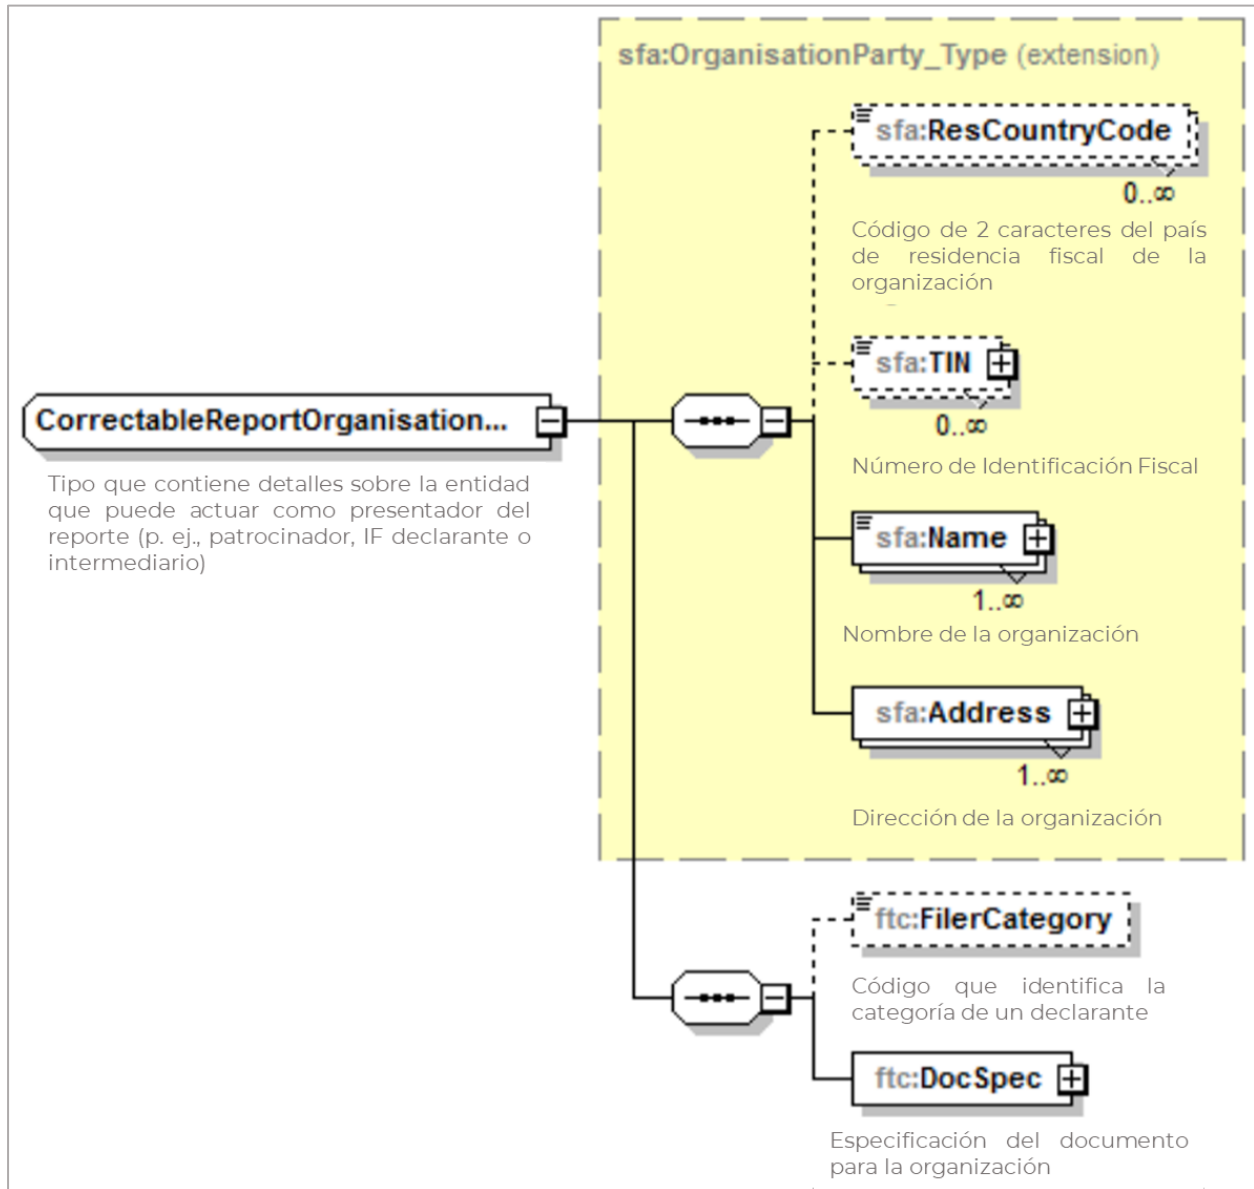 sfa:OrganisationParty_Type (extension)
sfa:ResCountryCode
0..∞
Código de 2 caracteres del país
de residencia fiscal de la
organización
sfa:TIN
0..∞
Número de Identificación Fiscal
CorrectableReportOrganisation...
Tipo que contiene detalles sobre la entidad
que puede actuar como presentador del
reporte (p. ej., patrocinador, IF declarante o
intermediario)
sfa:Name
1..∞
Nombre de la organización
sfa:Address
1..∞
Dirección de la organización
ftc:FilerCategory
Código que identifica la
categoría de un declarante
ftc:DocSpec
Especificación del documento
para la organización